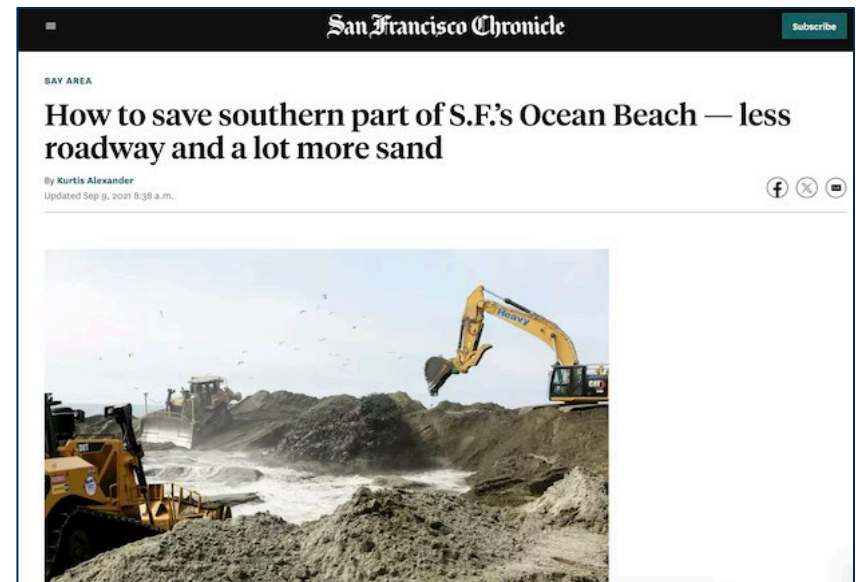 San Francisco Chronicle
Subscribe
BAY AREA
How to save southern part of S.F.’s Ocean Beach — less
roadway and a lot more sand
By Kurtis Alexander
Updated Sep 9, 2021 8:38 a.m.
Heavy
CAT